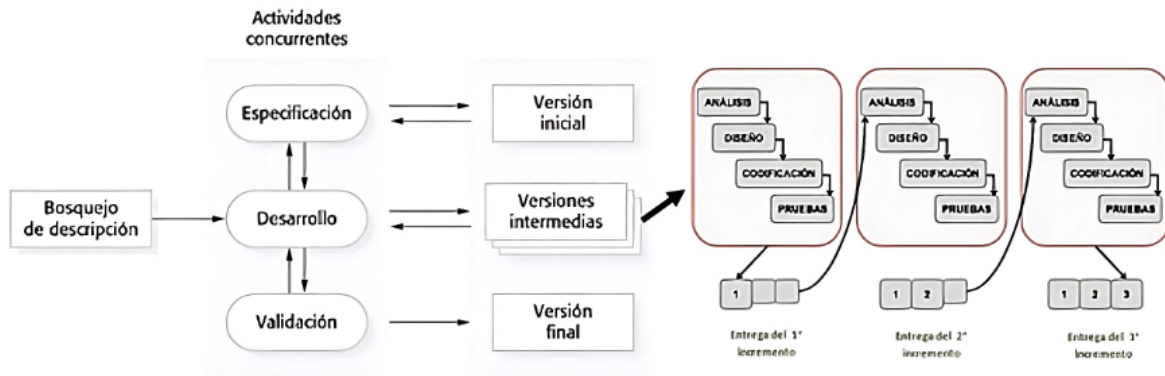 Actividades
concurrentes
Especificación
Versión
inicial
Bosquejo
de descripción
Desarrollo
Versiones
intermedias
Validación
Versión
final
ANÁLISIS
DISEÑO
CODIFICACIÓN
PRUEBAS
1
Entrega del 1°
Incremento
ANÁLISIS
DISEÑO
CODIFICACIÓN
PRUEBAS
1 2
Entrega del 2°
incremento
ANÁLISIS
DISEÑO
CODIFICACIÓN
PRUEBAS
1 2 3
Entrega del 3°
Incremento